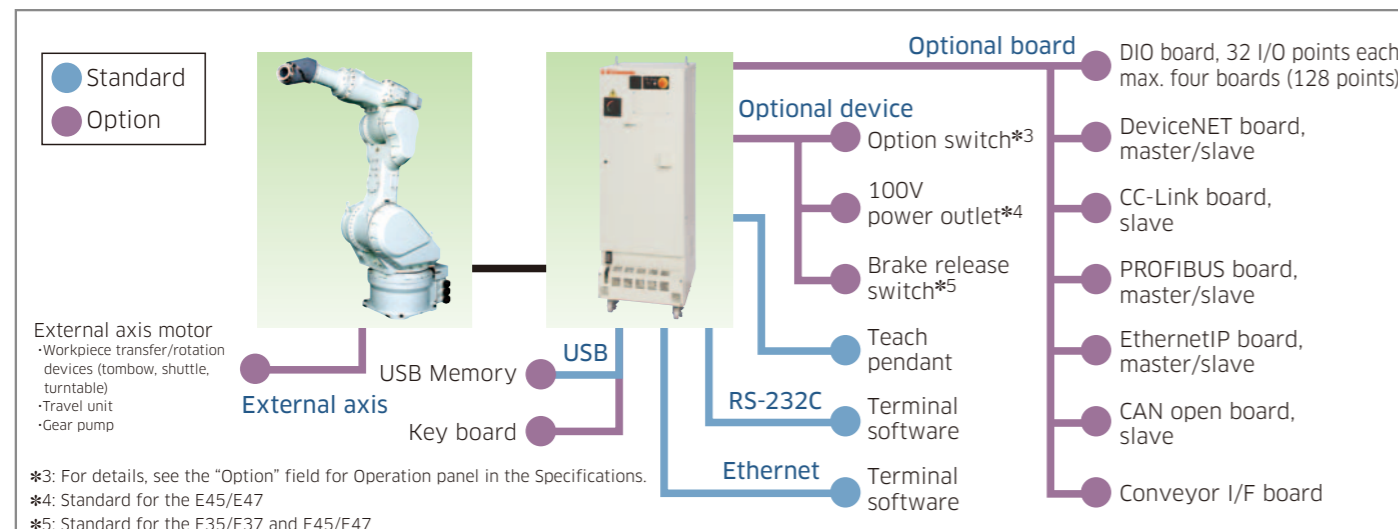 Standard
Option
Optional board
DIO board, 32 I/O points each
max. four boards (128 points)
Optional device
Option switch*3
DeviceNET board,
master/slave
100V
power outlet*4
CC-Link board,
slave
Brake release
switch*5
PROFIBUS board,
master/slave
External axis motor
・Workpiece transfer/rotation
devices (tombow, shuttle,
turntable)
・Travel unit
・Gear pump
External axis
USB
USB Memory
Key board
Teach
pendant
EthernetIP board,
master/slave
RS-232C
Terminal
software
CAN open board,
slave
Ethernet
Terminal
software
Conveyor I/F board
*3: For details, see the “Option” field for Operation panel in the Specifications.
*4: Standard for the E45/E47
*5: Standard for the E35/E37 and E45/E47